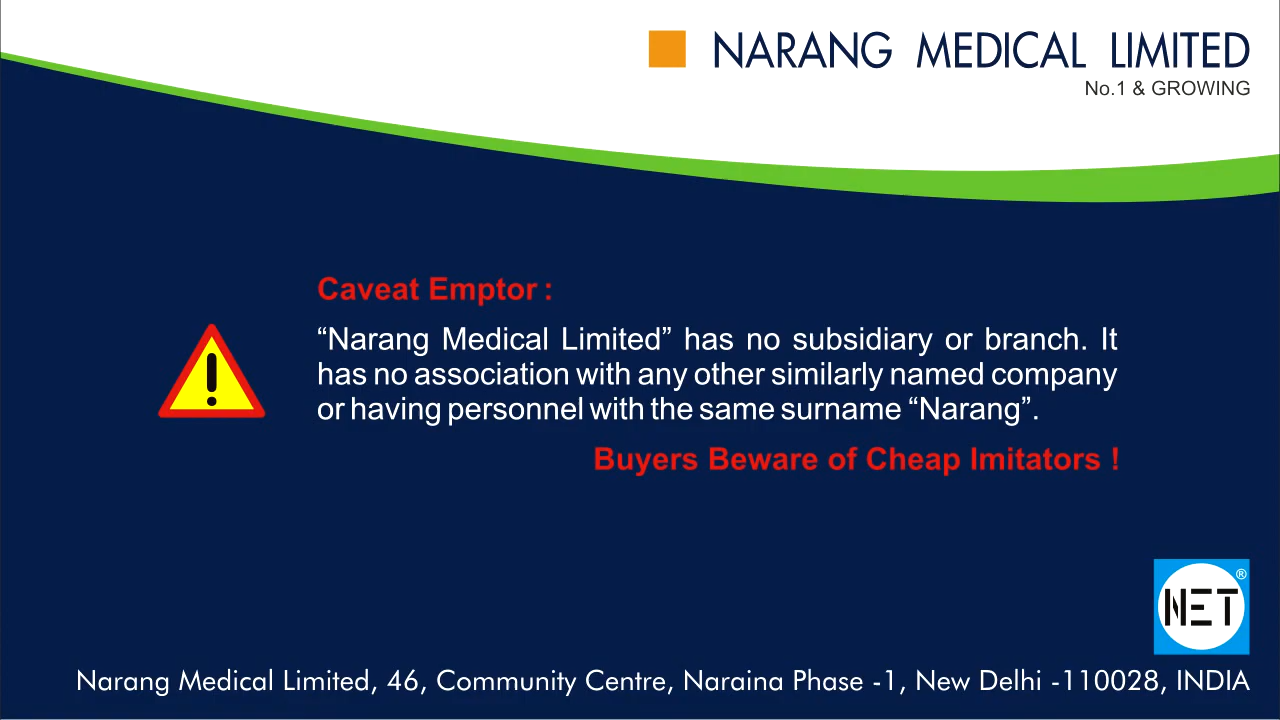 NARANG MEDICAL LIMITED
No.1 & GROWING
Caveat Emptor :
“Narang Medical Limited” has no subsidiary or branch. It
has no association with any other similarly named company
or having personnel with the same surname “Narang”.
Buyers Beware of Cheap Imitators !
NET®
Narang Medical Limited, 46, Community Centre, Naraina Phase -1, New Delhi -110028, INDIA